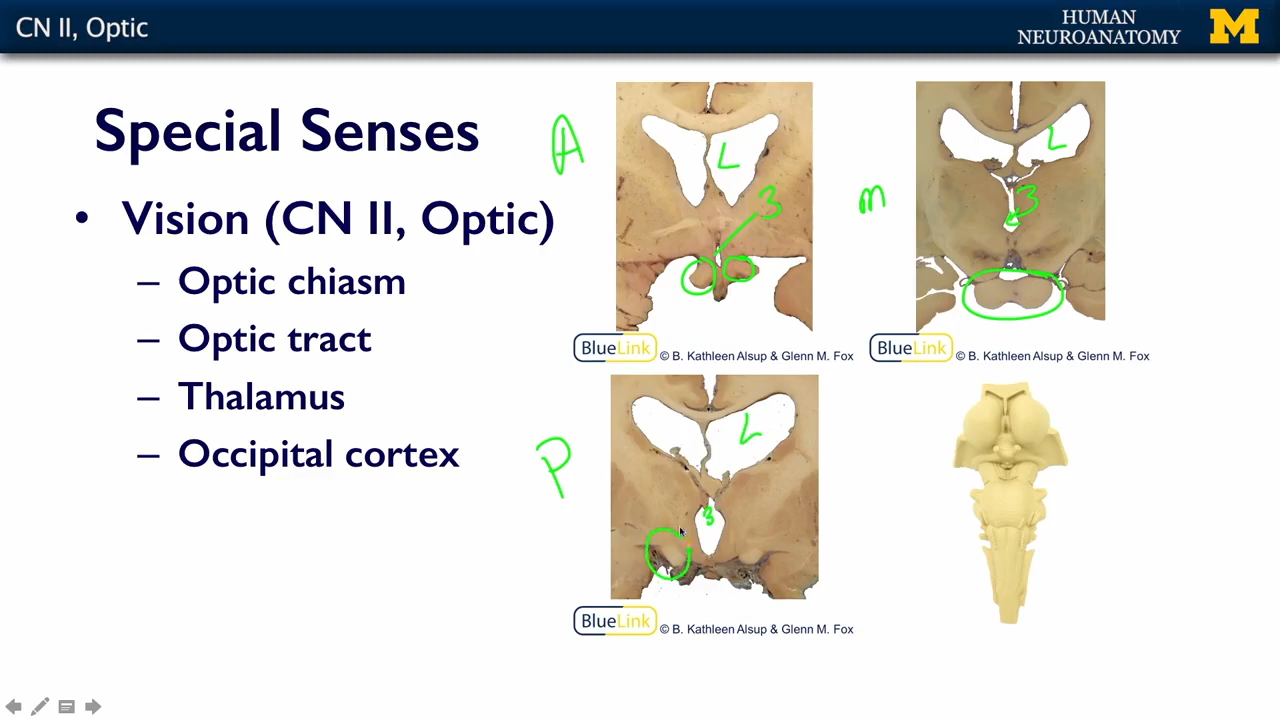 CN II, Optic
HUMAN
NEUROANATOMY
M
Special Senses
• Vision (CN II, Optic)
– Optic chiasm
– Optic tract
– Thalamus
– Occipital cortex
A
L
3
BlueLink © B. Kathleen Alsup & Glenn M. Fox
m
L
3
BlueLink © B. Kathleen Alsup & Glenn M. Fox
P
L
3
BlueLink © B. Kathleen Alsup & Glenn M. Fox